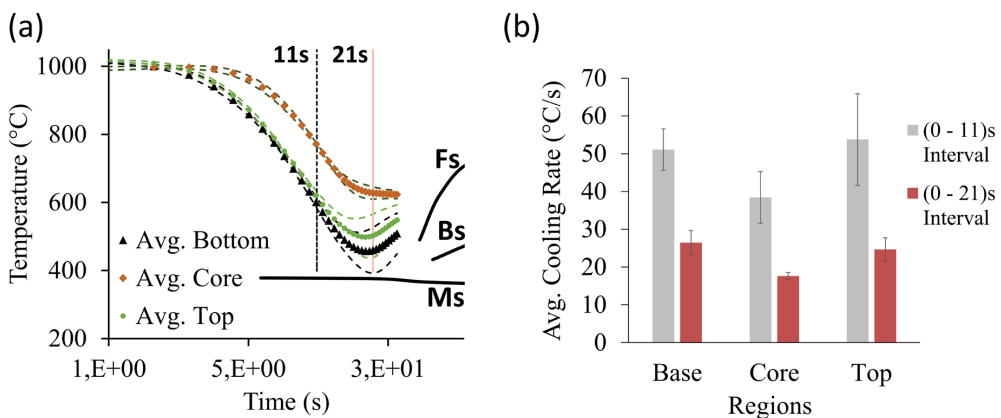 (a)
11s 21s
1000
800
600
400
200
Temperature (°C)
Fs
Bs
Ms
Avg. Bottom
Avg. Core
Avg. Top
1,E+00 5,E+00 3,E+01
Time (s)
(b)
70
60
50
40
30
20
10
0
Avg. Cooling Rate (°C/s)
(0 - 11)s
Interval
(0 - 21)s
Interval
Base Core Top
Regions